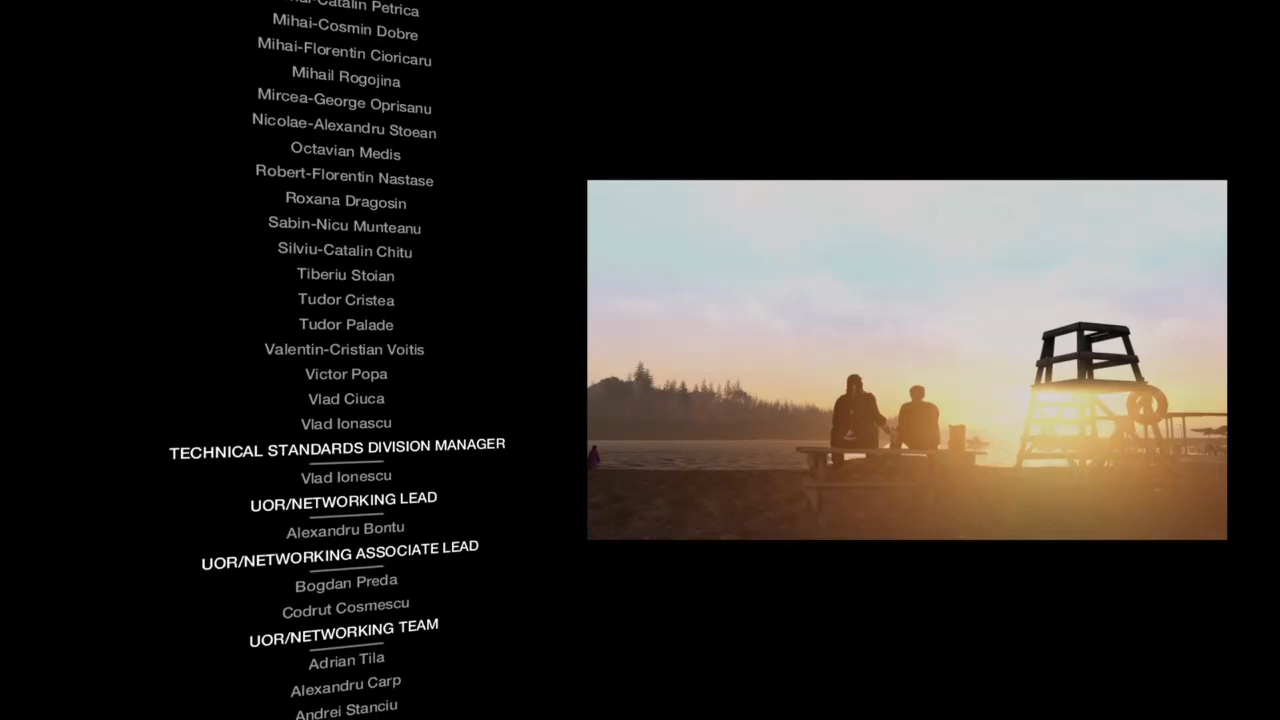 Petrica
Mihai-Cosmin Dobre
Mihai-Florentin Cioricaru
Mihail Rogojina
Mircea-George Oprisanu
Nicolae-Alexandru Stoean
Octavian Medis
Robert-Florentin Nastase
Roxana Dragosin
Sabin-Nicu Munteanu
Silviu-Catalin Chitu
Tiberiu Stoian
Tudor Cristea
Tudor Palade
Valentin-Cristian Voitis
Victor Popa
Vlad Ciuca
Vlad Ionascu
TECHNICAL STANDARDS DIVISION MANAGER
Vlad Ionescu
UOR/NETWORKING LEAD
Alexandru Bontu
UOR/NETWORKING ASSOCIATE LEAD
Bogdan Preda
Codrut Cosmescu
UOR/NETWORKING TEAM
Adrian Tila
Alexandru Carp
Andrei Stanciu